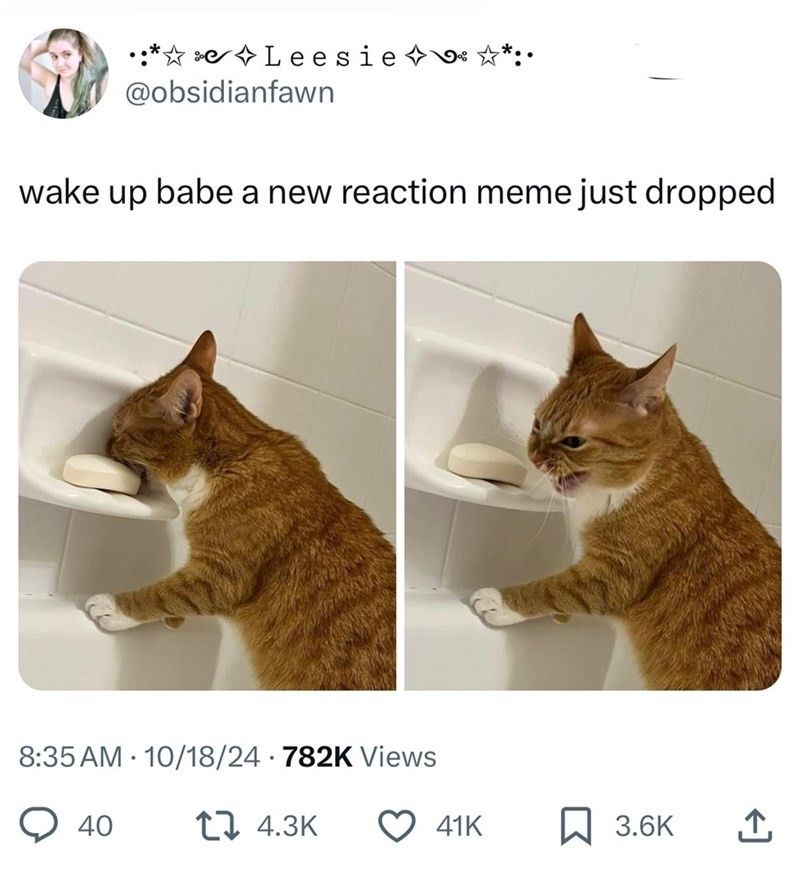 ·:*☆ ༺✧Leesie✧༻ ☆*:·
@obsidianfawn
wake up babe a new reaction meme just dropped
8:35 AM · 10/18/24 · 782K Views
40 4.3K 41K 3.6K